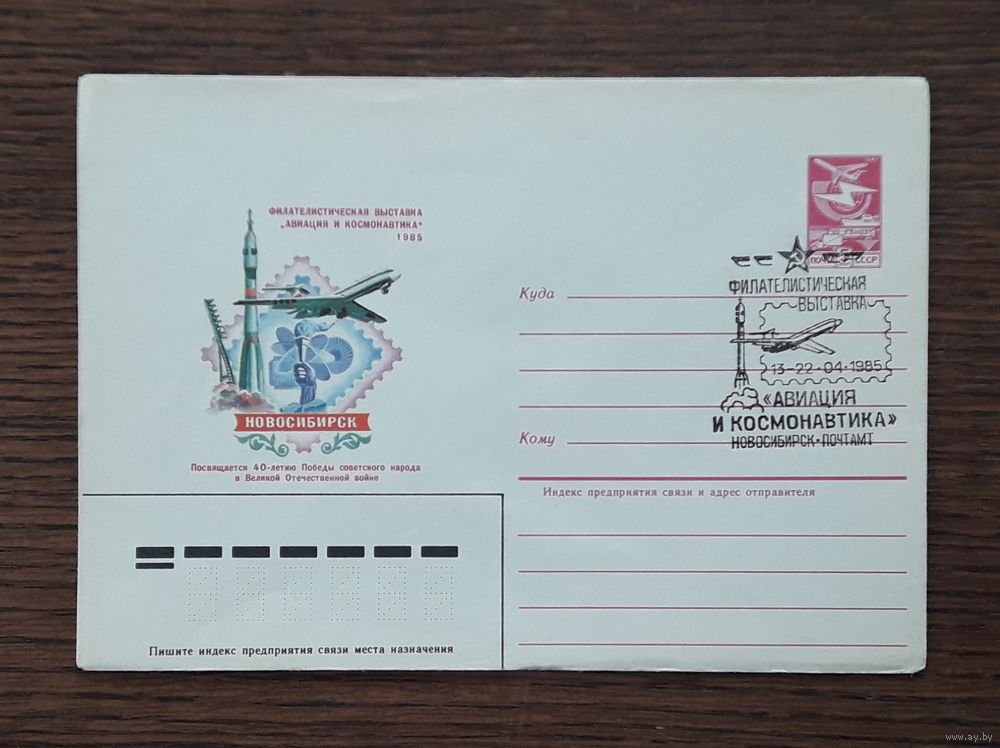 ФИЛАТЕЛИСТИЧЕСКАЯ ВЫСТАВКА
„АВИАЦИЯ И КОСМОНАВТИКА“
1985
НОВОСИБИРСК
Посвящается 40-летию Победы советского народа
в Великой Отечественной войне
ПОЧТА СССР
ФИЛАТЕЛИСТИЧЕСКАЯ
ВЫСТАВКА
13-22·04·1985
«АВИАЦИЯ
И КОСМОНАВТИКА»
НОВОСИБИРСК·ПОЧТАМТ
Куда
Кому
Индекс предприятия связи и адрес отправителя
Пишите индекс предприятия связи места назначения
www.ay.by